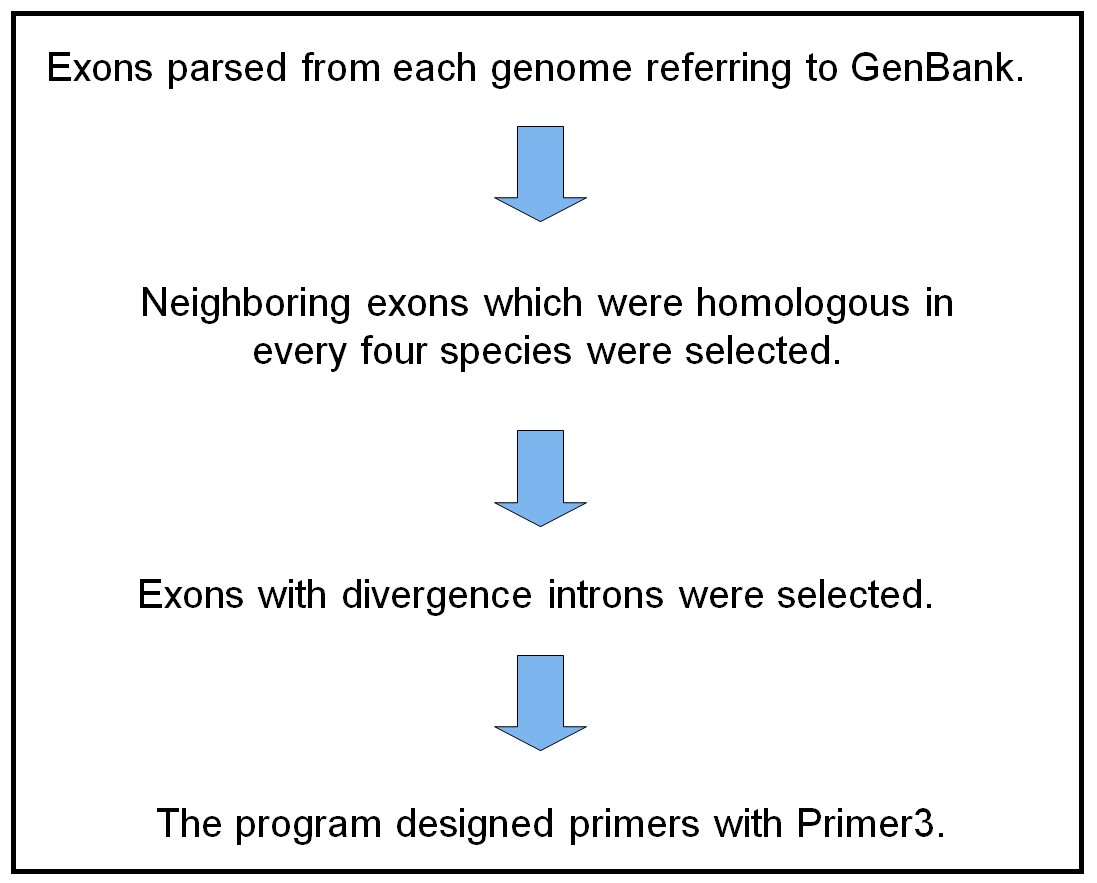 Exons parsed from each genome referring to GenBank.
Neighboring exons which were homologous in
every four species were selected.
Exons with divergence introns were selected.
The program designed primers with Primer3.